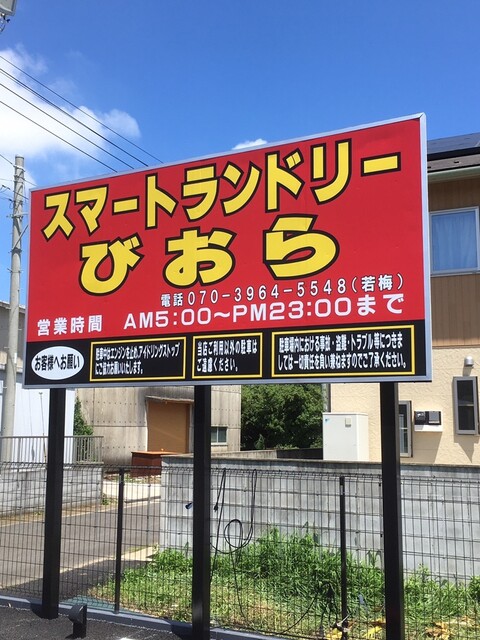 スマートランドリー
びおら
電話 070-3964-5548(若梅)
営業時間 AM5:00～PM23:00まで
お客様へお願い
駐車中はエンジンを止め、アイドリングストップ
にご協力お願いいたします。
当店ご利用以外の駐車は
ご遠慮ください。
駐車場内における事故・盗難・トラブル等につきま
しては一切責任を負い兼ねますのでご了承ください。